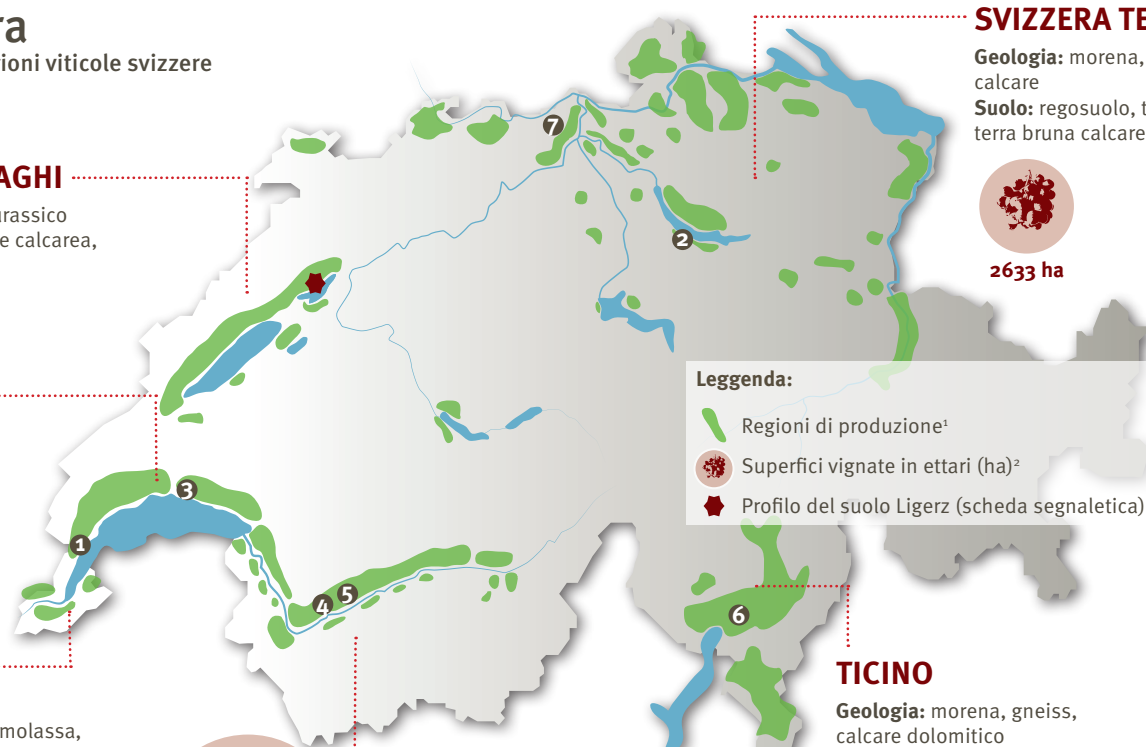 ra
ioni viticole svizzere
AGHI
urassico
e calcarea,
molassa,
SVIZZERA TE
Geologia: morena,
calcare
Suolo: regosuolo, t
terra bruna calcare
2633 ha
7
2
3
1
4
5
6
Leggenda:
Regioni di produzione¹
Superfici vignate in ettari (ha)²
Profilo del suolo Ligerz (scheda segnaletica)
TICINO
Geologia: morena, gneiss,
calcare dolomitico